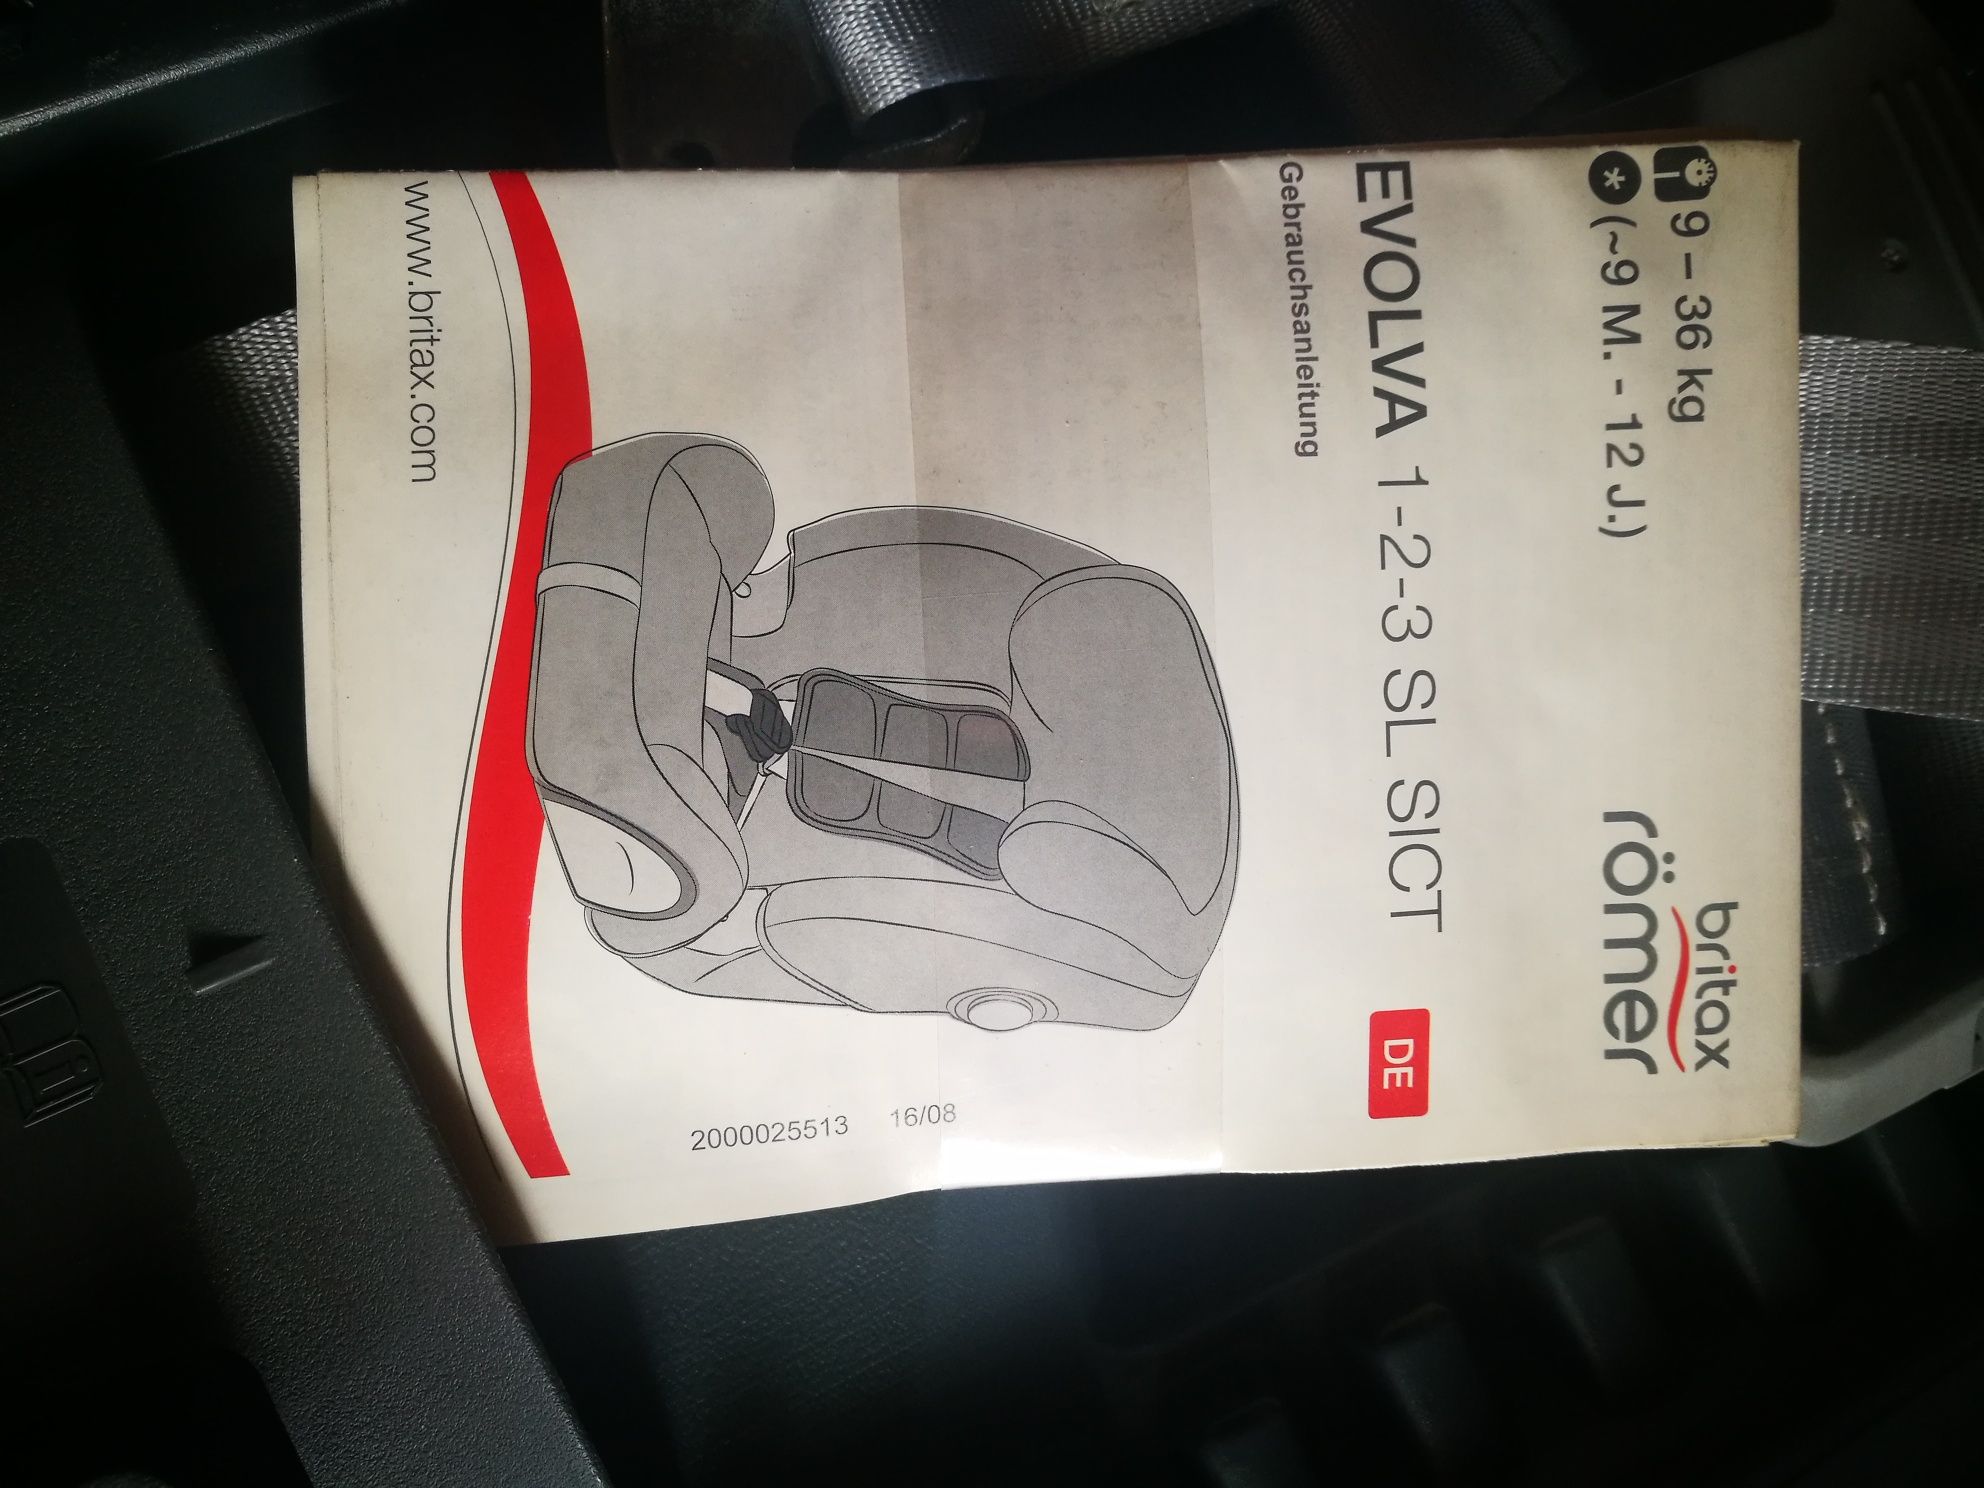 9 – 36 kg
(~9 M. - 12 J.)
britax
römer
EVOLVA 1-2-3 SL SICT
DE
Gebrauchsanleitung
2000025513 16/08
www.britax.com